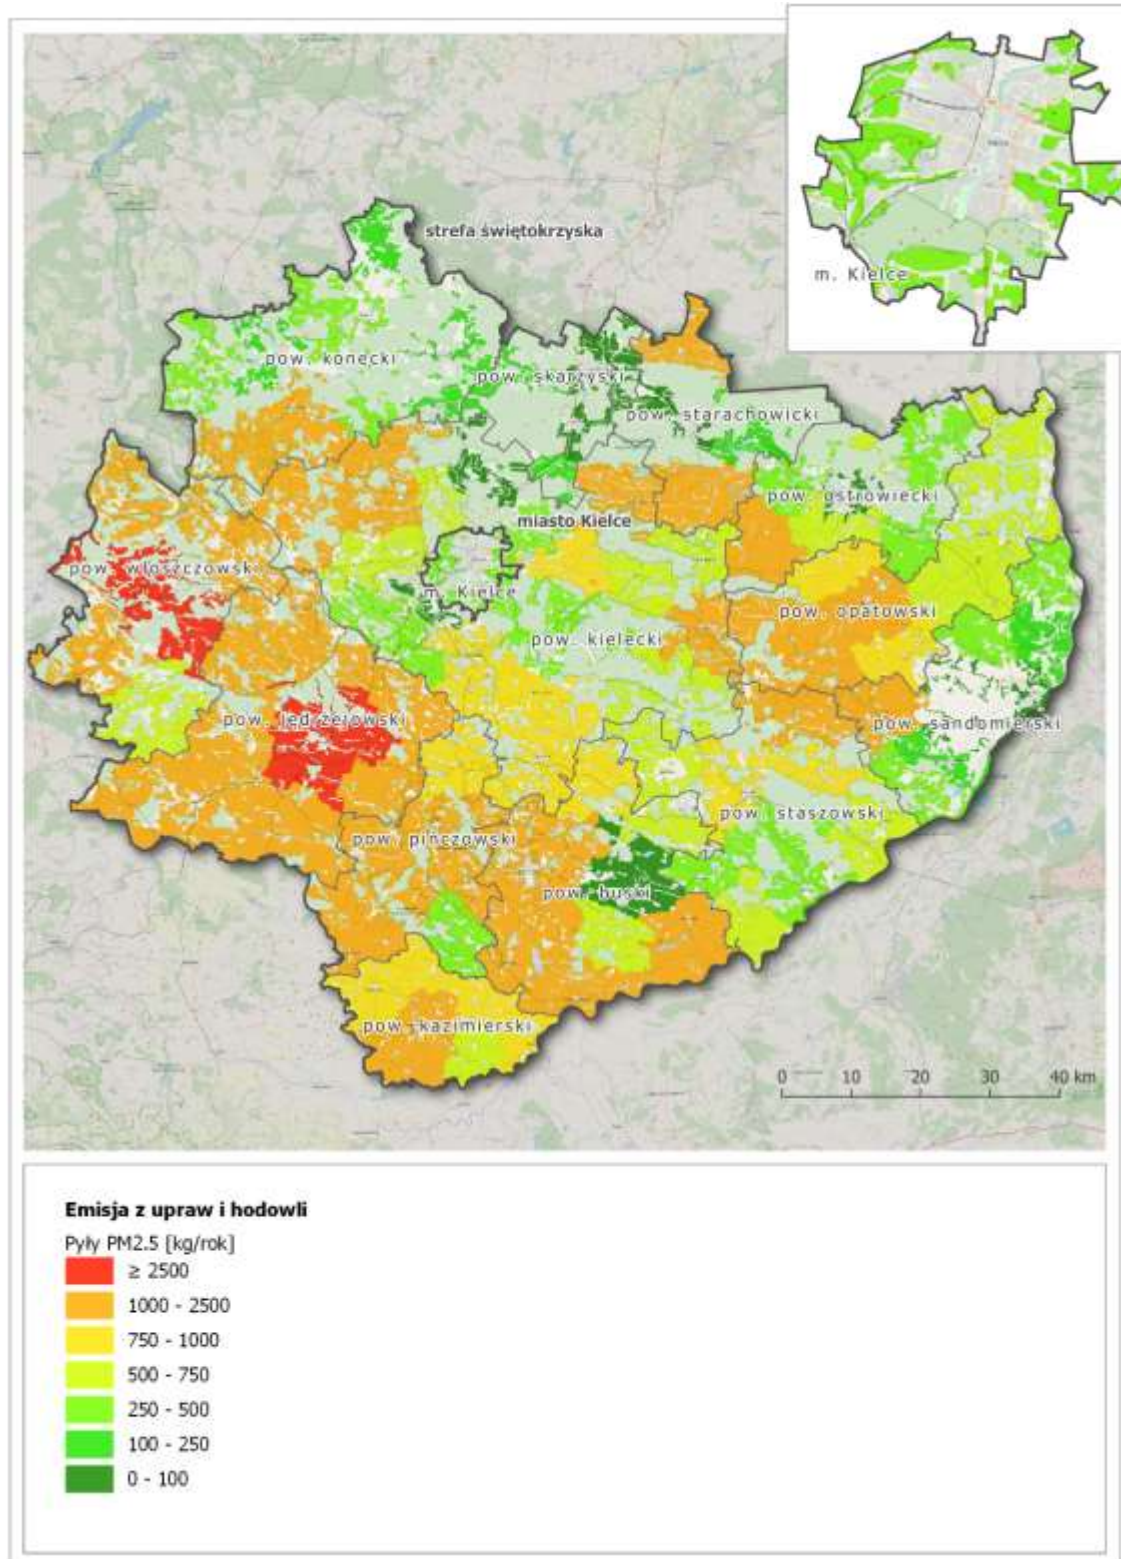 strefa świętokrzyska
m. Kielce
pow. konecki
pow. skarżyski
pow. starachowicki
pow. ostrowiecki
miasto Kielce
pow. włoszczowski
m. Kielce
pow. opatowski
pow. kielecki
pow. jędrzejowski
pow. sandomierski
pow. staszowski
pow. pińczowski
pow. buski
pow. kazimierski
0 10 20 30 40 km
Emisja z upraw i hodowli
Pyły PM2.5 [kg/rok]
≥ 2500
1000 - 2500
750 - 1000
500 - 750
250 - 500
100 - 250
0 - 100